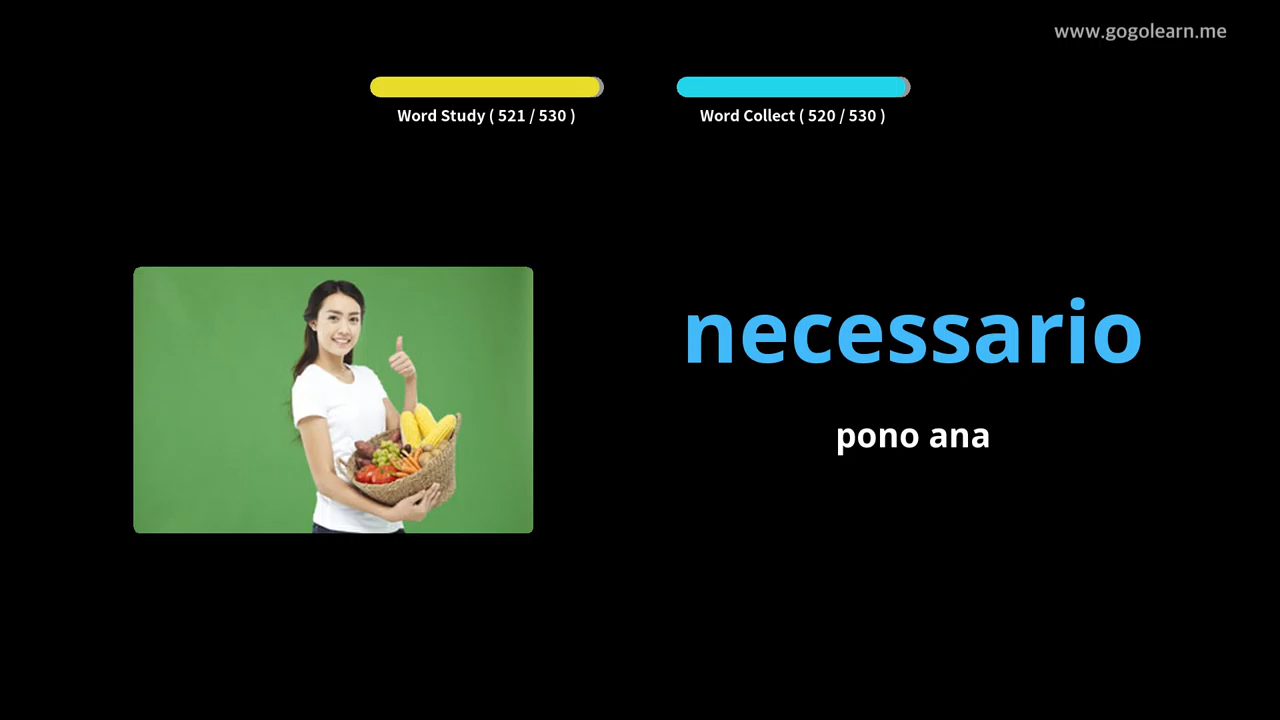 www.gogolearn.me
Word Study ( 521 / 530 )
Word Collect ( 520 / 530 )
necessario
pono ana